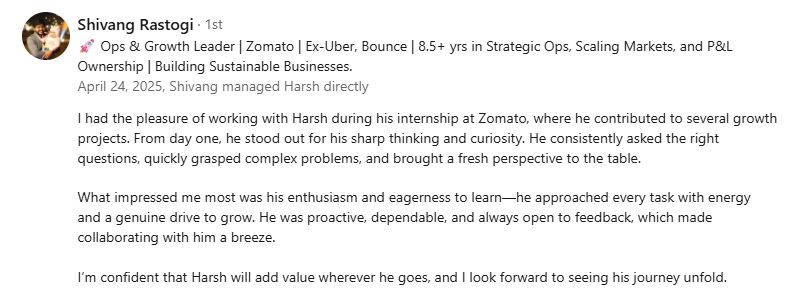 Shivang Rastogi · 1st
🚀 Ops & Growth Leader | Zomato | Ex-Uber, Bounce | 8.5+ yrs in Strategic Ops, Scaling Markets, and P&L
Ownership | Building Sustainable Businesses.
April 24, 2025, Shivang managed Harsh directly
I had the pleasure of working with Harsh during his internship at Zomato, where he contributed to several growth
projects. From day one, he stood out for his sharp thinking and curiosity. He consistently asked the right
questions, quickly grasped complex problems, and brought a fresh perspective to the table.
What impressed me most was his enthusiasm and eagerness to learn—he approached every task with energy
and a genuine drive to grow. He was proactive, dependable, and always open to feedback, which made
collaborating with him a breeze.
I'm confident that Harsh will add value wherever he goes, and I look forward to seeing his journey unfold.